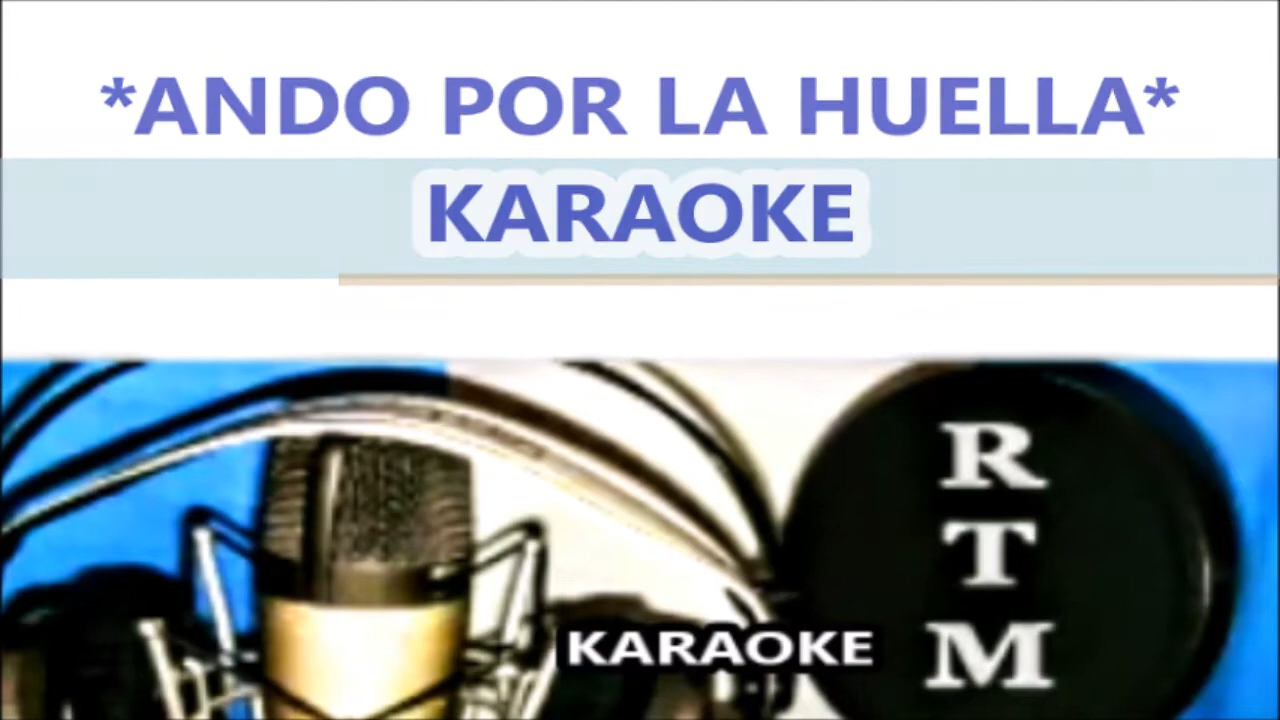 *ANDO POR LA HUELLA*
KARAOKE
R
T
M
KARAOKE